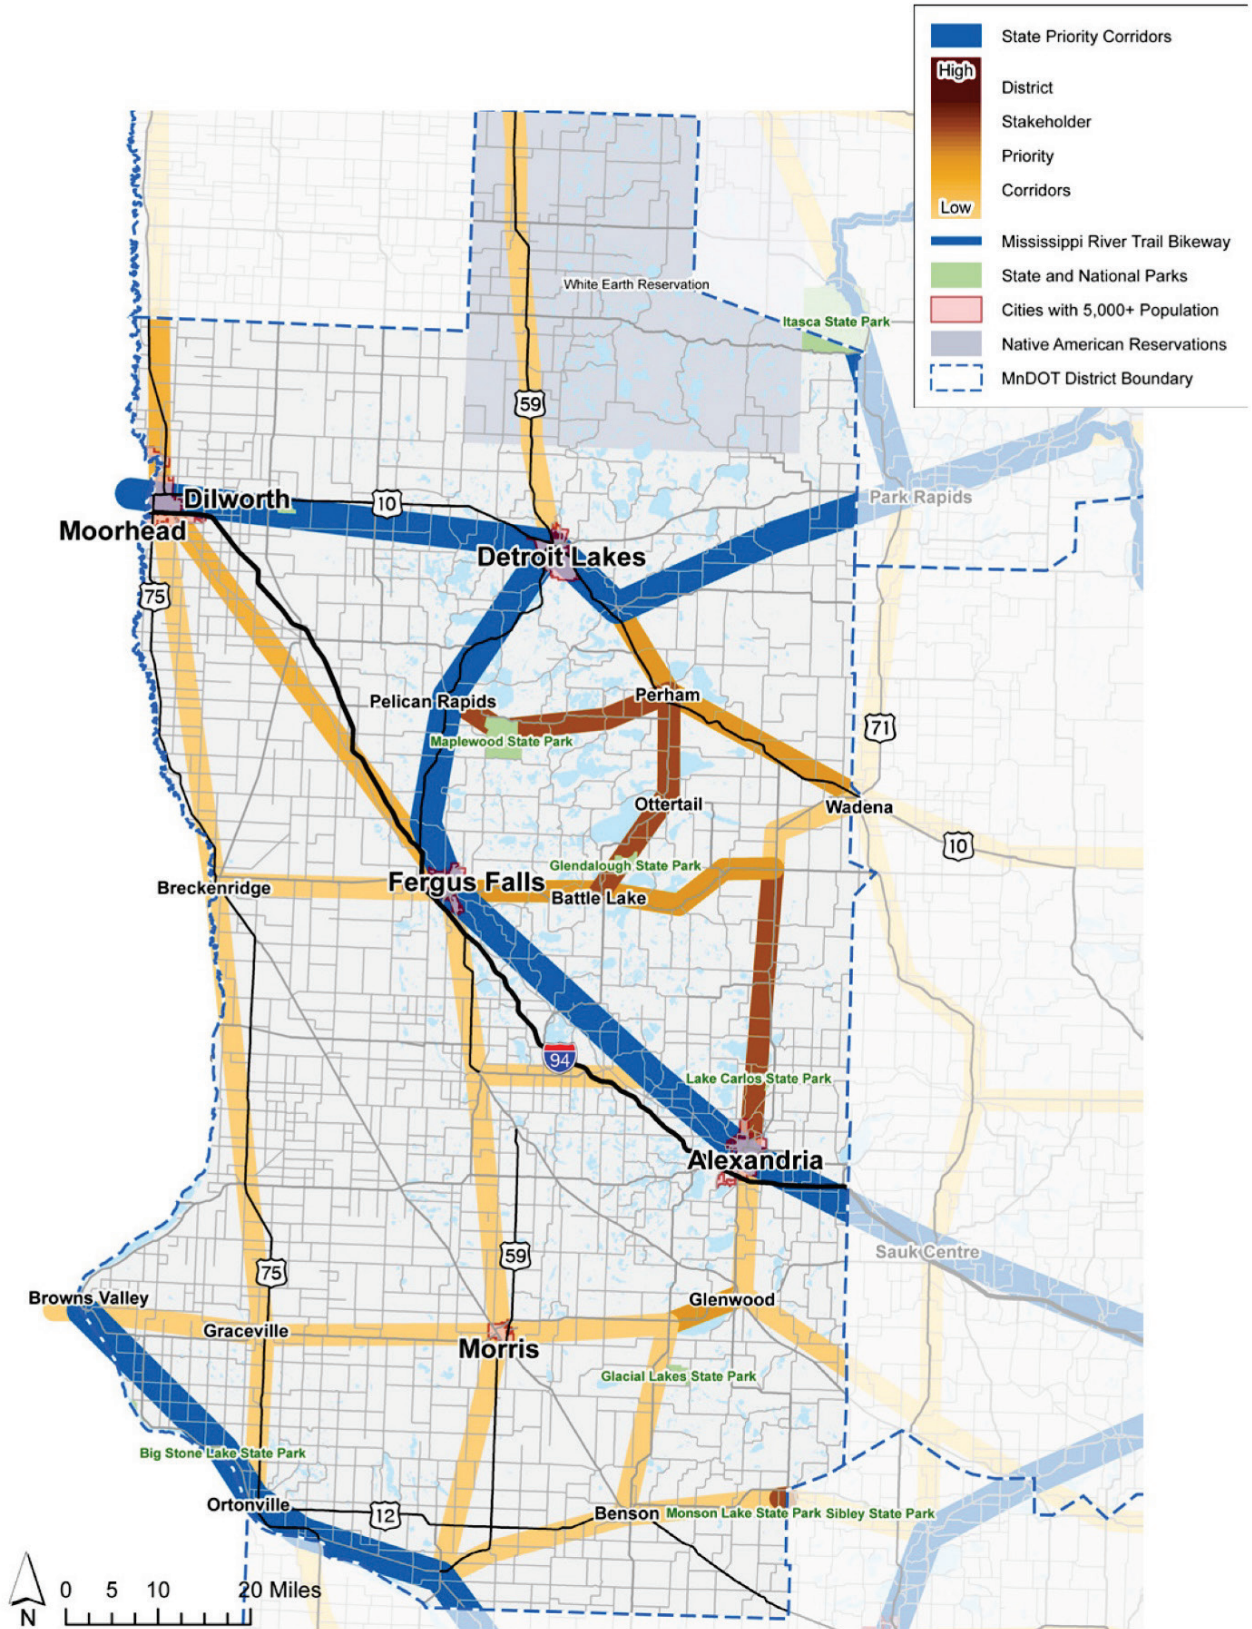 State Priority Corridors
High
District
Stakeholder
Priority
Corridors
Low
Mississippi River Trail Bikeway
State and National Parks
Cities with 5,000+ Population
Native American Reservations
MnDOT District Boundary
White Earth Reservation
Itasca State Park
59
Dilworth
10
Park Rapids
Moorhead
Detroit Lakes
75
Pelican Rapids
Perham
71
Maplewood State Park
Ottertail
Wadena
10
Glendalough State Park
Fergus Falls
Breckenridge
Battle Lake
94
Lake Carlos State Park
Alexandria
Sauk Centre
59
75
Browns Valley
Glenwood
Graceville
Morris
Glacial Lakes State Park
Big Stone Lake State Park
Ortonville
12
Benson
Monson Lake State Park
Sibley State Park
0 5 10 20 Miles
N